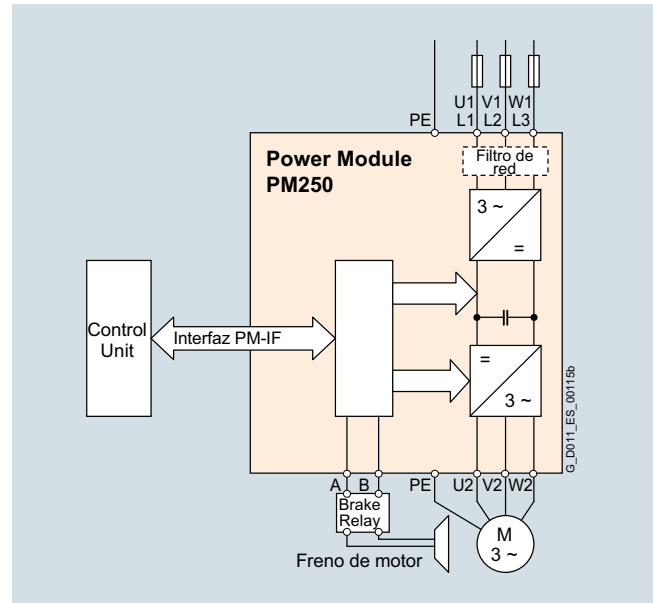 U1 V1 W1
PE L1 L2 L3
Power Module
PM250
Filtro de
red
3 ~
=
Control
Unit
Interfaz PM-IF
=
3 ~
G_D011_ES_00115b
A B PE U2 V2 W2
Brake
Relay
M
3 ~
Freno de motor